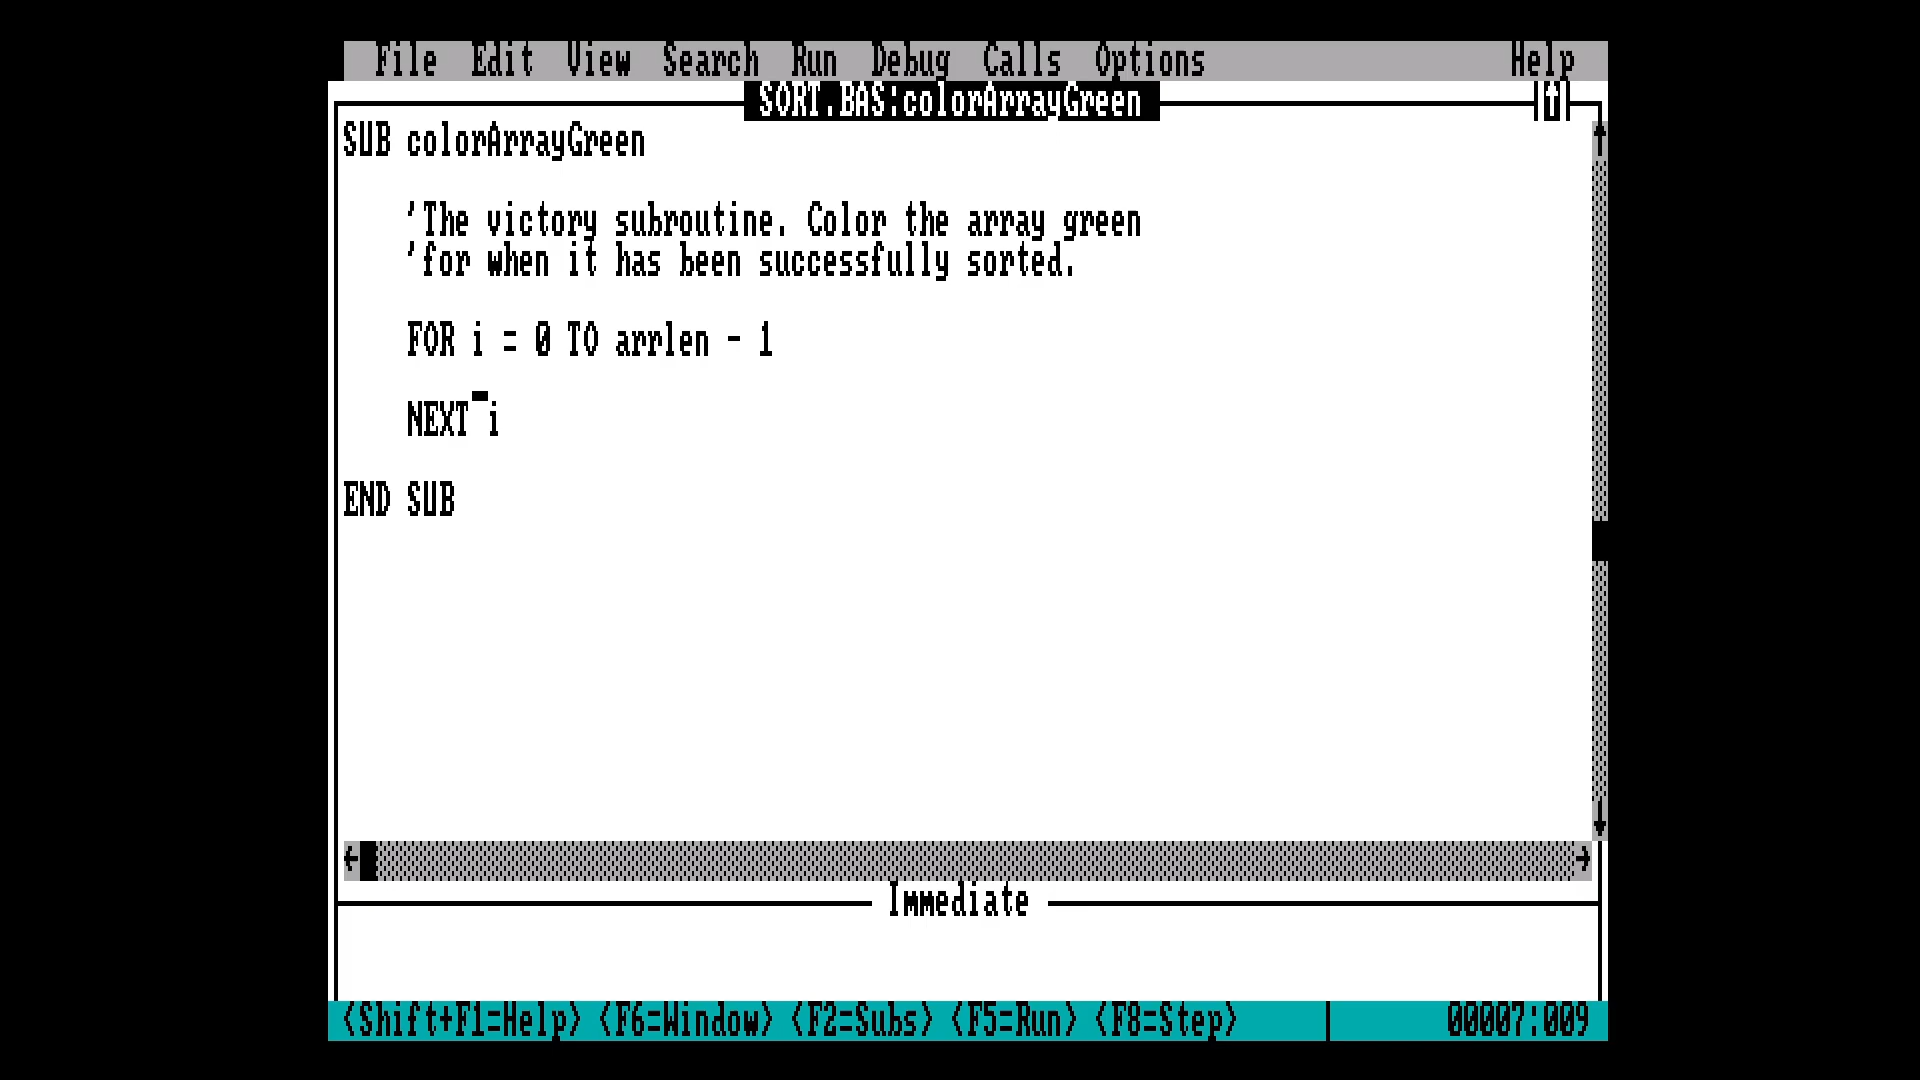 File Edit View Search Run Debug Calls Options Help
SORT.BAS:colorArrayGreen
SUB colorArrayGreen
'The victory subroutine. Color the array green
'for when it has been successfully sorted.
FOR i = 0 TO arrlen - 1
NEXT i
END SUB
Immediate
<Shift+F1=Help> <F6=Window> <F2=Subs> <F5=Run> <F8=Step> 00007:009